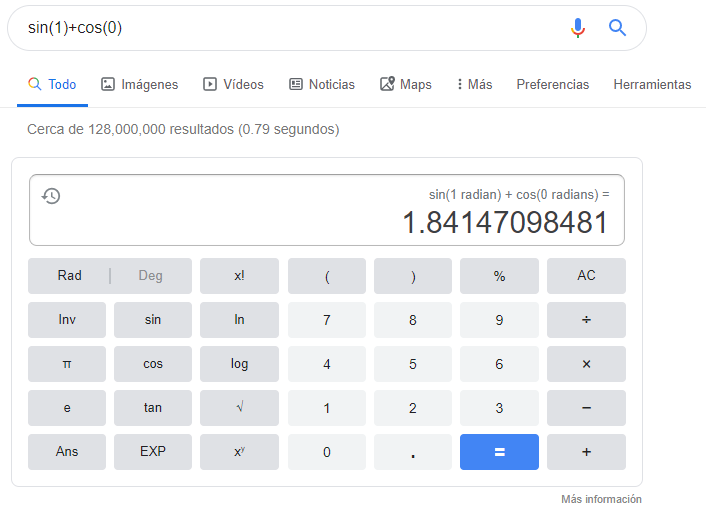 sin(1)+cos(0)
Todo Imágenes Vídeos Noticias Maps Más Preferencias Herramientas
Cerca de 128,000,000 resultados (0.79 segundos)
sin(1 radian) + cos(0 radians) =
1.84147098481
Rad | Deg x! ( ) % AC
Inv sin ln 7 8 9 ÷
π cos log 4 5 6 ×
e tan √ 1 2 3 −
Ans EXP xʸ 0 . = +
Más información